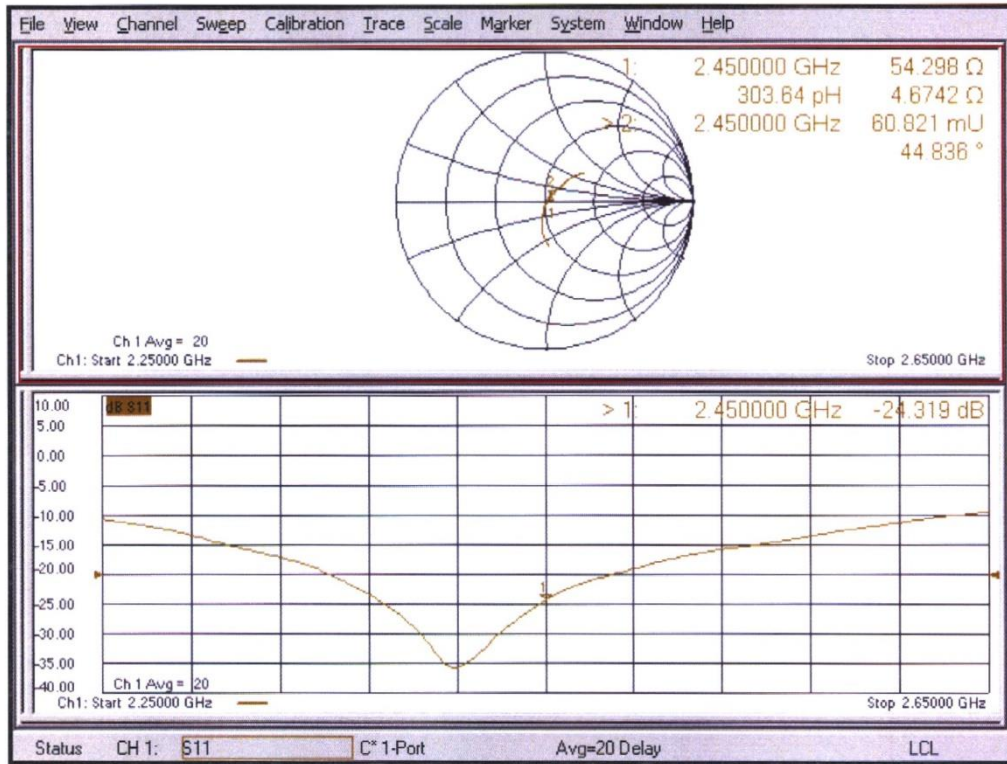 File View Channel Sweep Calibration Trace Scale Marker System Window Help
1: 2.450000 GHz 54.298 Ω
303.64 pH 4.6742 Ω
> 2: 2.450000 GHz 60.821 mU
44.836 °
2
1
Ch 1 Avg = 20
Ch1: Start 2.25000 GHz Stop 2.65000 GHz
10.00 dB S11 > 1: 2.450000 GHz -24.319 dB
5.00
0.00
-5.00
-10.00
-15.00
-20.00
1
-25.00
-30.00
-35.00
-40.00 Ch 1 Avg = 20
Ch1: Start 2.25000 GHz Stop 2.65000 GHz
Status CH 1: S11 C* 1-Port Avg=20 Delay LCL